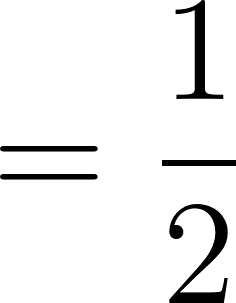 = 1/2